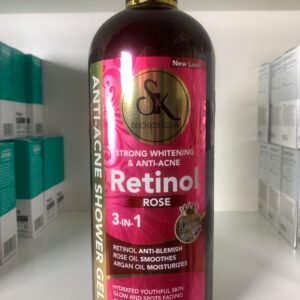 New Look
SK
STRONG WHITENING
& ANTI-ACNE
Retinol
ROSE
3-IN-1
RETINOL ANTI-BLEMISH
ROSE OIL SMOOTHES
ARGAN OIL MOISTURIZES
HYDRATED YOUTHFUL SKIN
GLOW AND SPOTS FADING
ANTI-ACNE SHOWER GEL